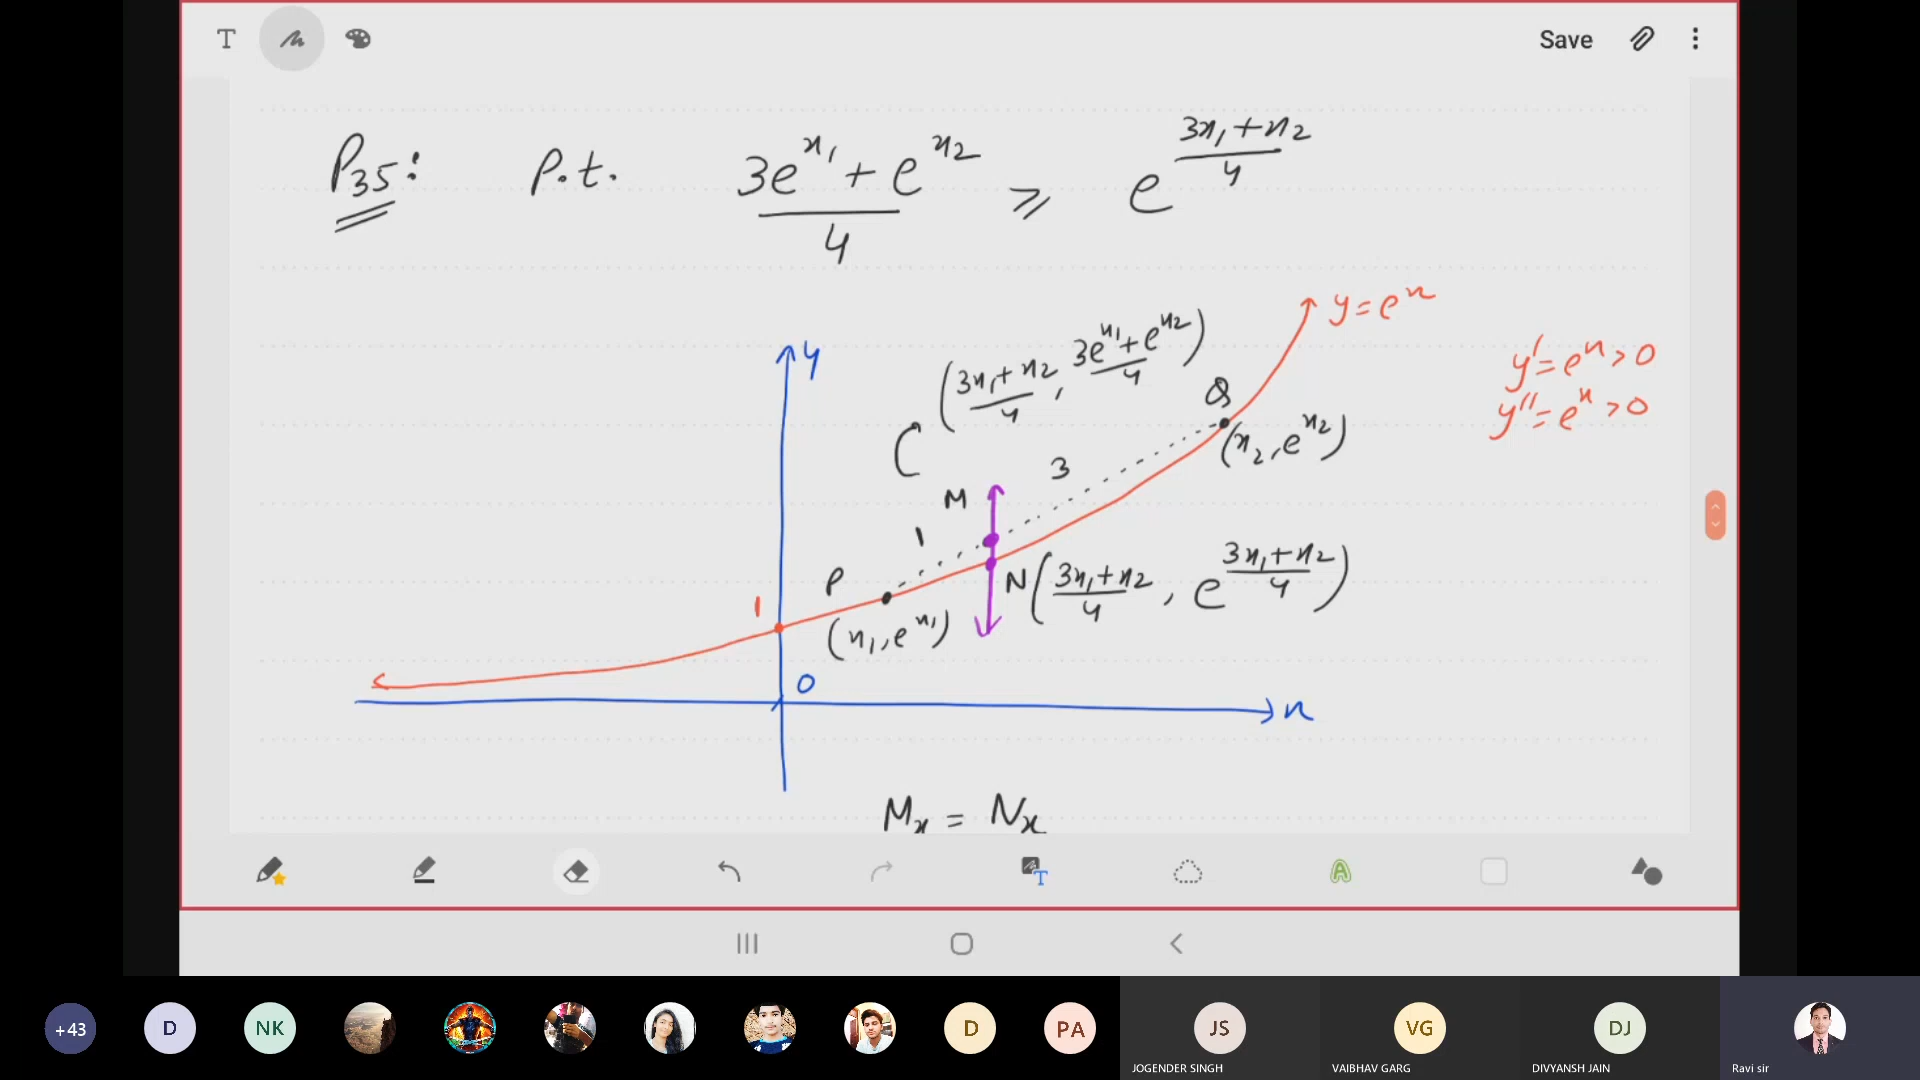 T Save
P35: P.t. (3e^x1 + e^x2)/4 ≥ e^((3x1+x2)/4)
y = e^x
y' = e^x > 0
y'' = e^x > 0
y
((3x1+x2)/4, (3e^x1+e^x2)/4)
Q
(x2, e^x2)
3
M
1
P
N((3x1+x2)/4, e^((3x1+x2)/4))
1
(x1, e^x1)
O
x
Mx = Nx
T
A
+43 D NK D PA JS VG DJ
JOGENDER SINGH VAIBHAV GARG DIVYANSH JAIN Ravi sir